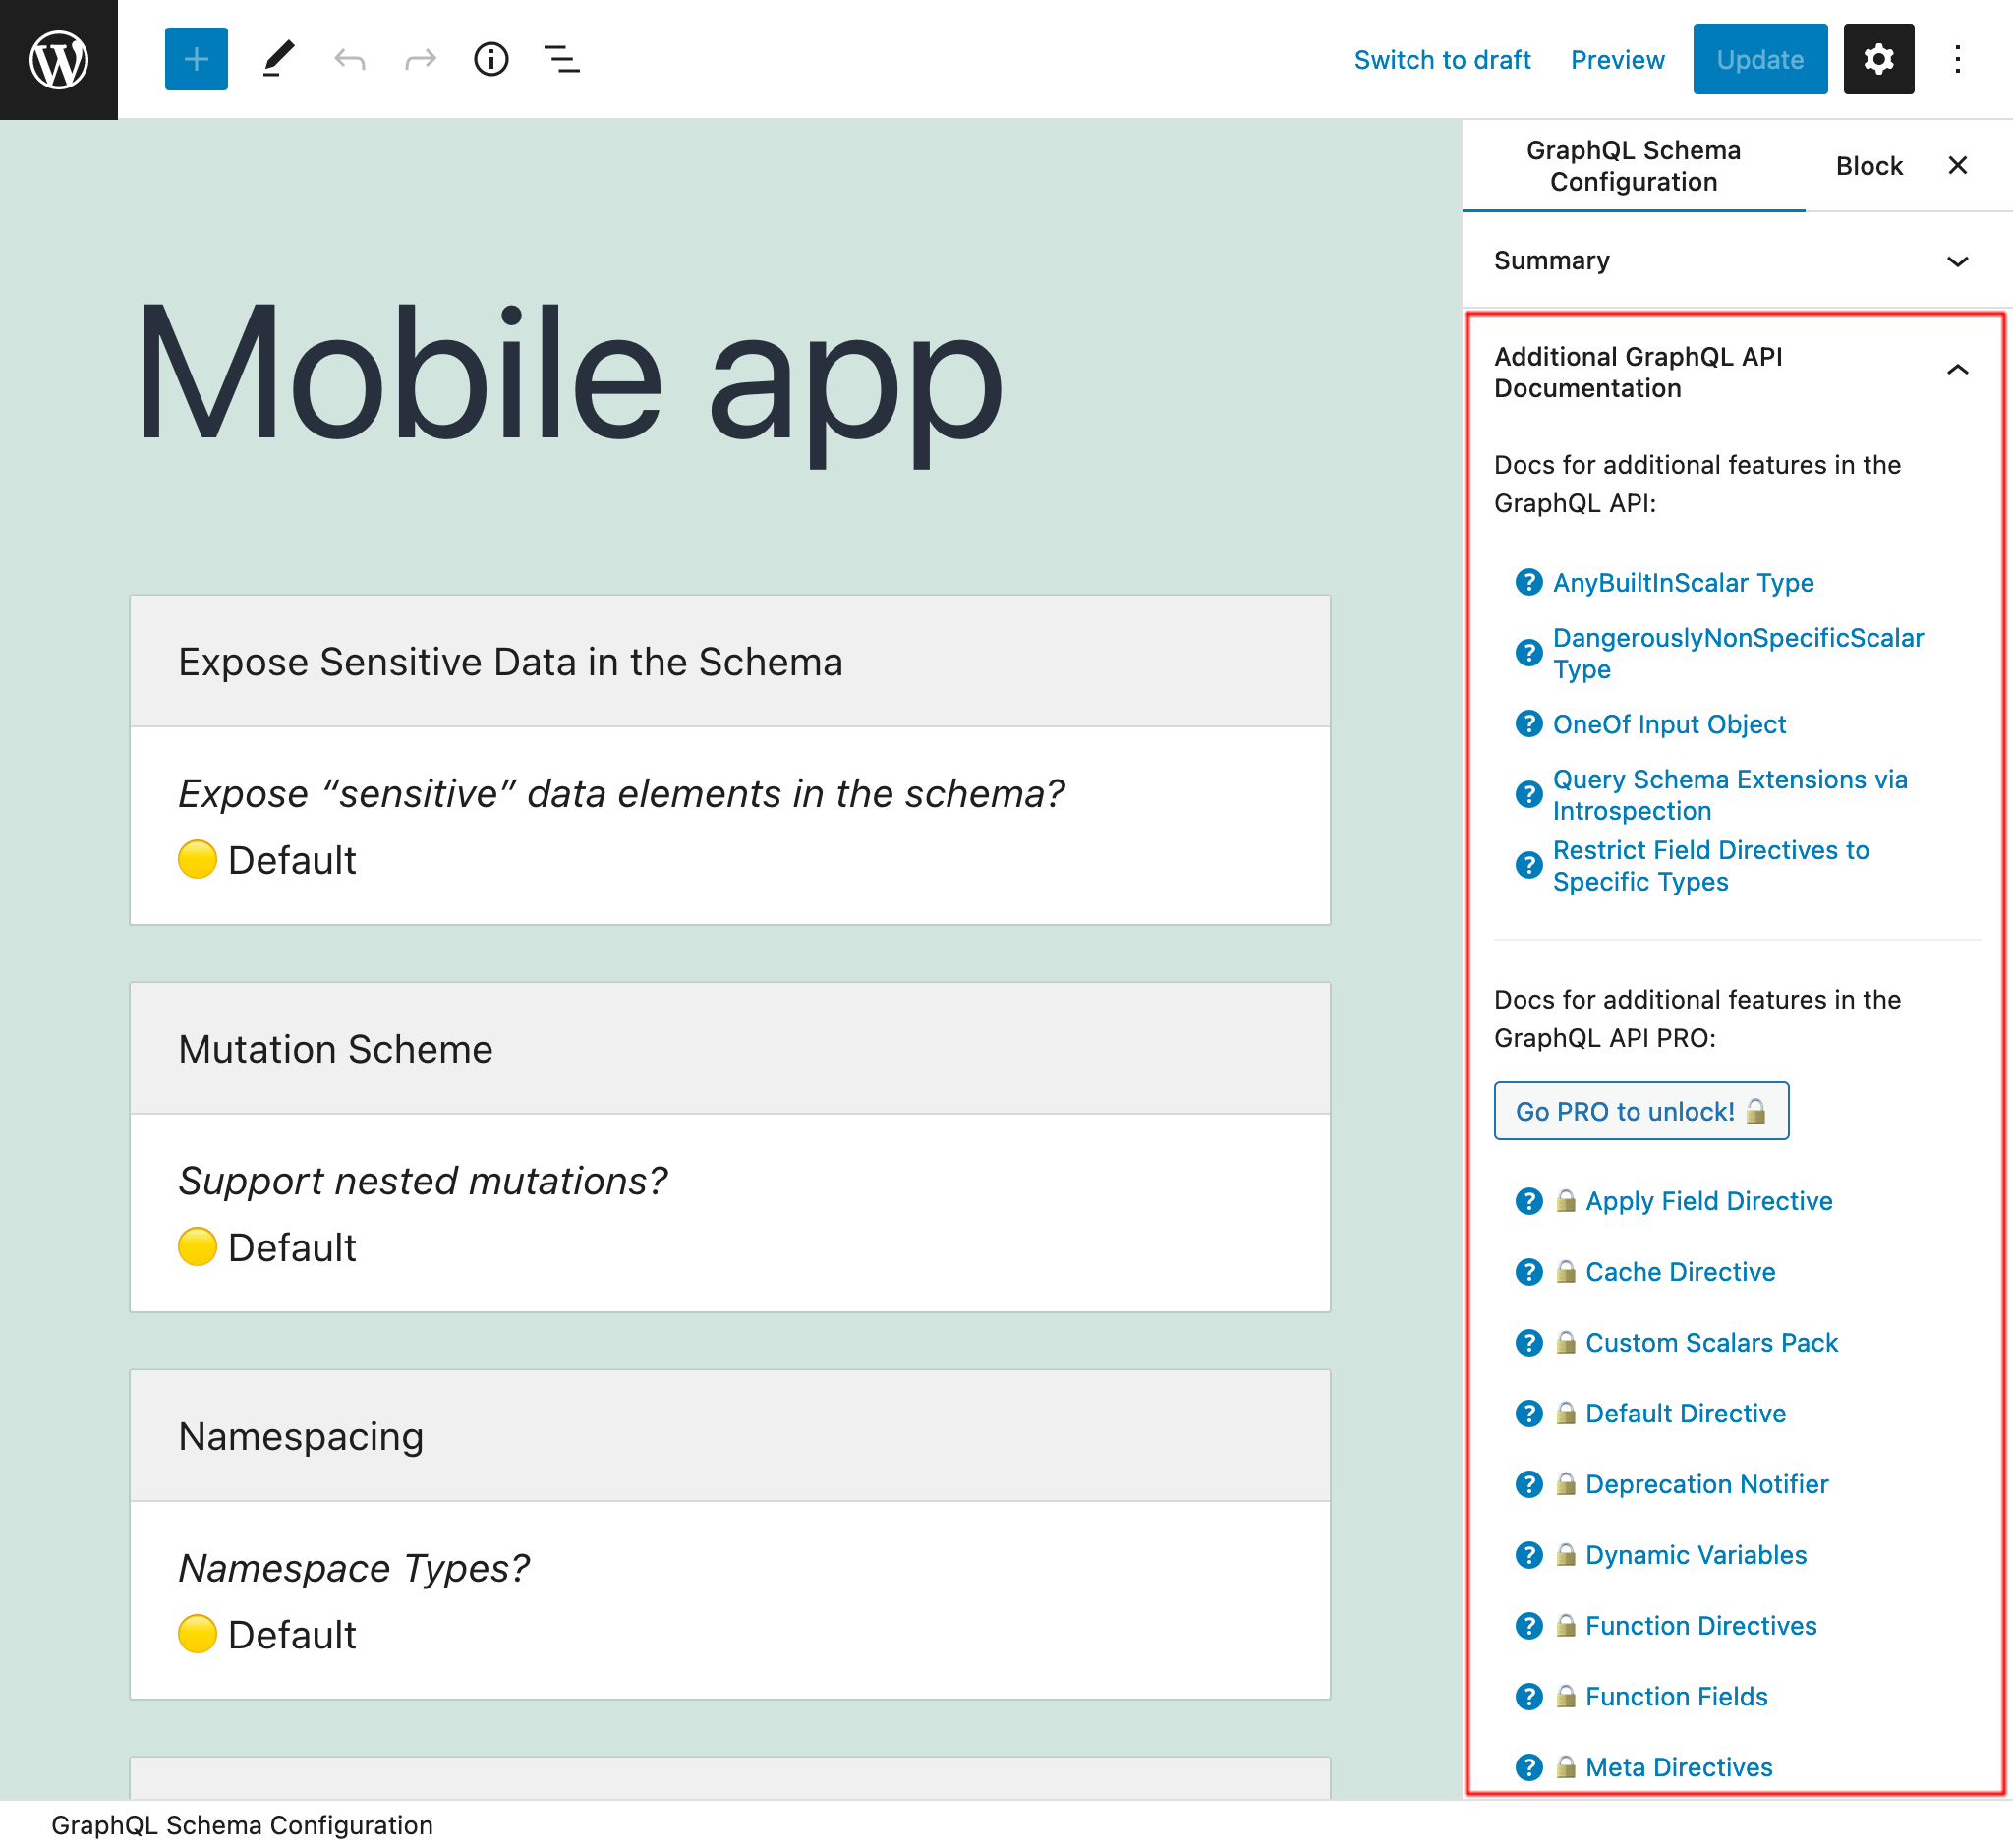 Switch to draft
Preview
Update
GraphQL Schema
Configuration
Block
Summary
Mobile app
Expose Sensitive Data in the Schema
Expose “sensitive” data elements in the schema?
Default
Mutation Scheme
Support nested mutations?
Default
Namespacing
Namespace Types?
Default
Additional GraphQL API
Documentation
Docs for additional features in the
GraphQL API:
AnyBuiltInScalar Type
DangerouslyNonSpecificScalar
Type
OneOf Input Object
Query Schema Extensions via
Introspection
Restrict Field Directives to
Specific Types
Docs for additional features in the
GraphQL API PRO:
Go PRO to unlock! 🔓
🔒 Apply Field Directive
🔒 Cache Directive
🔒 Custom Scalars Pack
🔒 Default Directive
🔒 Deprecation Notifier
🔒 Dynamic Variables
🔒 Function Directives
🔒 Function Fields
🔒 Meta Directives
GraphQL Schema Configuration